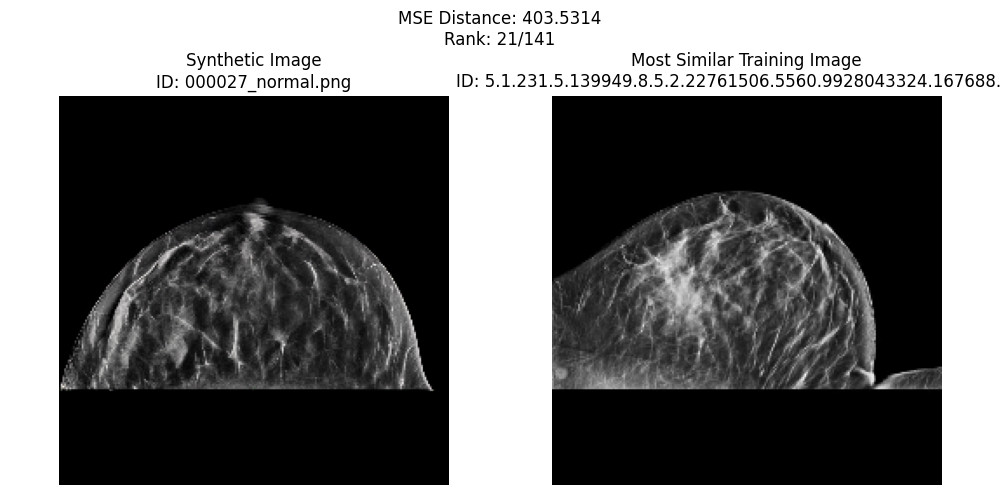 MSE Distance: 403.5314
Rank: 21/141
Synthetic Image
ID: 000027_normal.png
Most Similar Training Image
ID: 5.1.231.5.139949.8.5.2.22761506.5560.9928043324.167688.